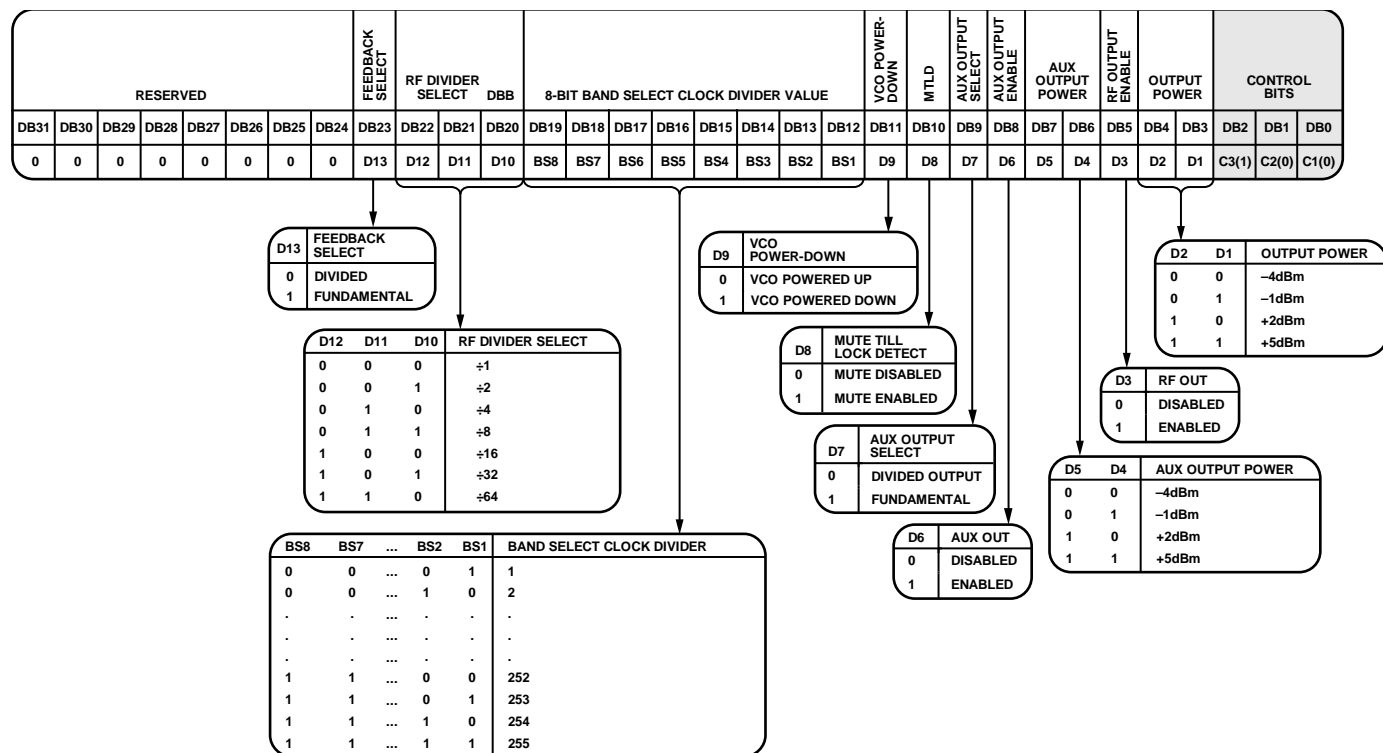 RESERVED
FEEDBACK SELECT
RF DIVIDER SELECT DBB
8-BIT BAND SELECT CLOCK DIVIDER VALUE
VCO POWER-DOWN
MTLD
AUX OUTPUT SELECT
AUX OUTPUT ENABLE
AUX OUTPUT POWER
RF OUTPUT ENABLE
OUTPUT POWER
CONTROL BITS
DB31 DB30 DB29 DB28 DB27 DB26 DB25 DB24 DB23 DB22 DB21 DB20 DB19 DB18 DB17 DB16 DB15 DB14 DB13 DB12 DB11 DB10 DB9 DB8 DB7 DB6 DB5 DB4 DB3 DB2 DB1 DB0
0 0 0 0 0 0 0 0 D13 D12 D11 D10 BS8 BS7 BS6 BS5 BS4 BS3 BS2 BS1 D9 D8 D7 D6 D5 D4 D3 D2 D1 C3(1) C2(0) C1(0)
D13 FEEDBACK SELECT
0 DIVIDED
1 FUNDAMENTAL
D12 D11 D10 RF DIVIDER SELECT
0 0 0 ÷1
0 0 1 ÷2
0 1 0 ÷4
0 1 1 ÷8
1 0 0 ÷16
1 0 1 ÷32
1 1 0 ÷64
BS8 BS7 ... BS2 BS1 BAND SELECT CLOCK DIVIDER
0 0 ... 0 1 1
0 0 ... 1 0 2
. . ... . . .
. . ... . . .
. . ... . . .
1 1 ... 0 0 252
1 1 ... 0 1 253
1 1 ... 1 0 254
1 1 ... 1 1 255
D9 VCO POWER-DOWN
0 VCO POWERED UP
1 VCO POWERED DOWN
D8 MUTE TILL LOCK DETECT
0 MUTE DISABLED
1 MUTE ENABLED
D7 AUX OUTPUT SELECT
0 DIVIDED OUTPUT
1 FUNDAMENTAL
D6 AUX OUT
0 DISABLED
1 ENABLED
D5 D4 AUX OUTPUT POWER
0 0 –4dBm
0 1 –1dBm
1 0 +2dBm
1 1 +5dBm
D3 RF OUT
0 DISABLED
1 ENABLED
D2 D1 OUTPUT POWER
0 0 –4dBm
0 1 –1dBm
1 0 +2dBm
1 1 +5dBm